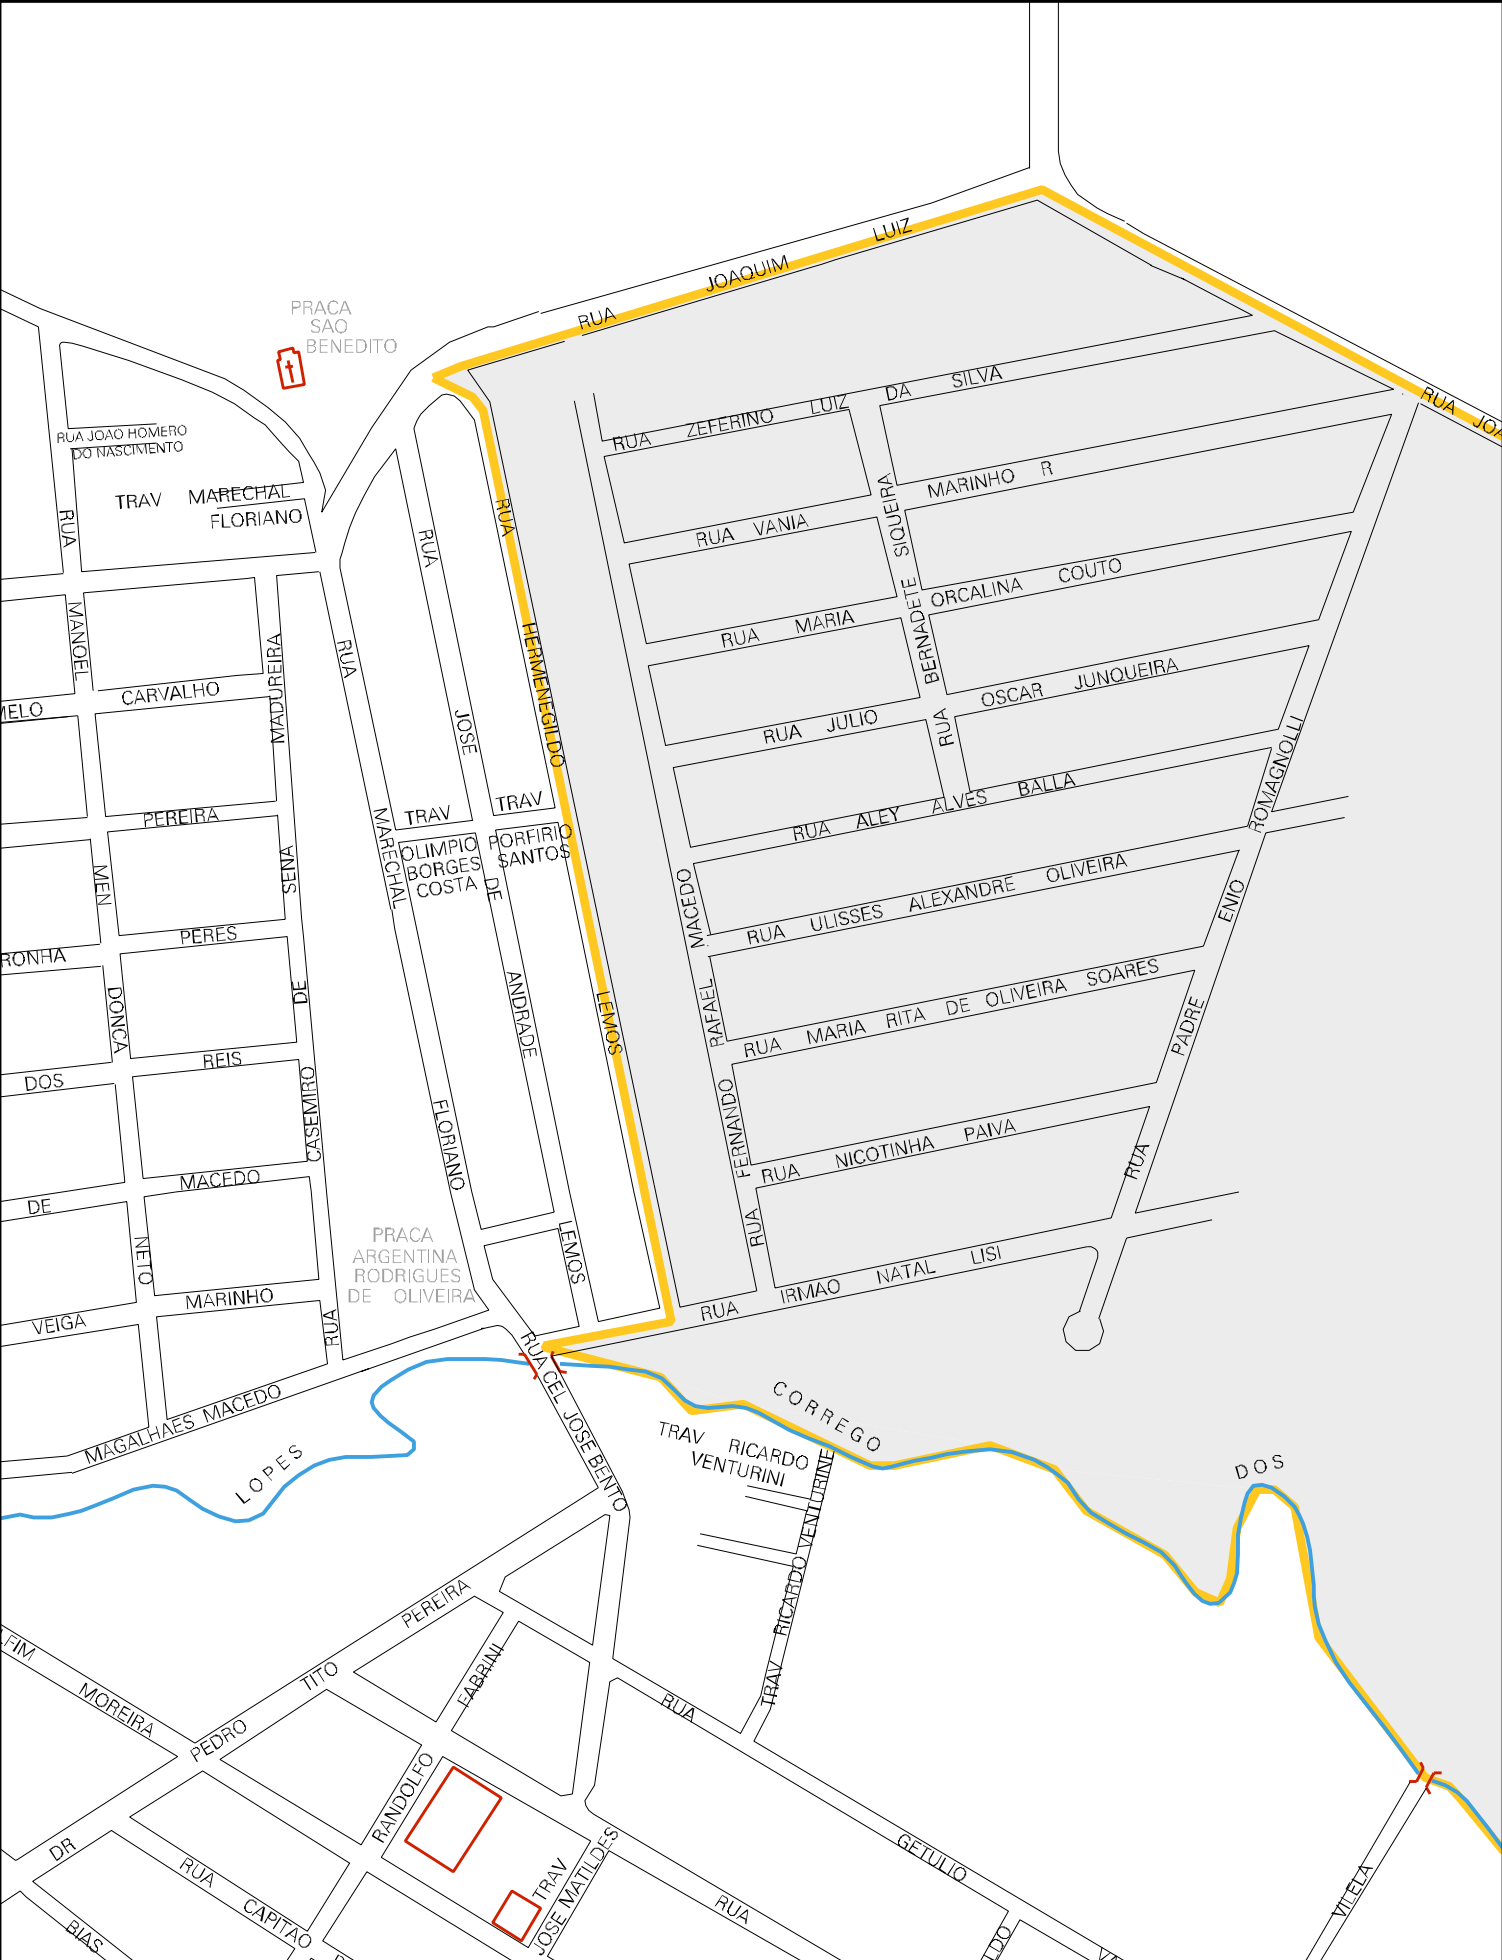 RUA JOAQUIM LUIZ
PRACA
SAO
BENEDITO
RUA JOA
RUA ZEFERINO LUIZ DA SILVA
RUA JOAO HOMERO
DO NASCIMENTO
TRAV MARECHAL
FLORIANO
RUA VANIA MARINHO R
RUA MARIA ORCALINA COUTO
RUA JULIO OSCAR JUNQUEIRA
RUA ALEY ALVES BALLA
RUA ULISSES ALEXANDRE OLIVEIRA
RUA MARIA RITA DE OLIVEIRA SOARES
RUA NICOTINHA PAIVA
RUA IRMAO NATAL LISI
RUA BERNADETE SIQUEIRA
RUA FERNANDO RAFAEL MACEDO
RUA PADRE ENIO ROMAGNOLLI
RUA HERMENEGILDO LEMOS
RUA JOSE DE ANDRADE LEMOS
RUA MARECHAL FLORIANO
RUA CASEMIRO DE SENA MADUREIRA
RUA MANOEL MEN DONCA NETO
CARVALHO
PEREIRA
PERES
RONHA
DOS REIS
DE MACEDO
VEIGA MARINHO
TRAV
OLIMPIO
BORGES
COSTA
TRAV
PORFIRIO
SANTOS
PRACA
ARGENTINA
RODRIGUES
DE OLIVEIRA
MAGALHAES MACEDO
RUA CEL JOSE BENTO
CORREGO DOS
LOPES
TRAV RICARDO
VENTURINI
TRAV RICARDO VENTURINE
DR PEDRO TITO PEREIRA
MOREIRA
FIM
RANDOLFO FABRINI
RUA GETULIO
RUA CAPITAO
BIAS
TRAV
JOSE MATILDES
RUA
VILELA